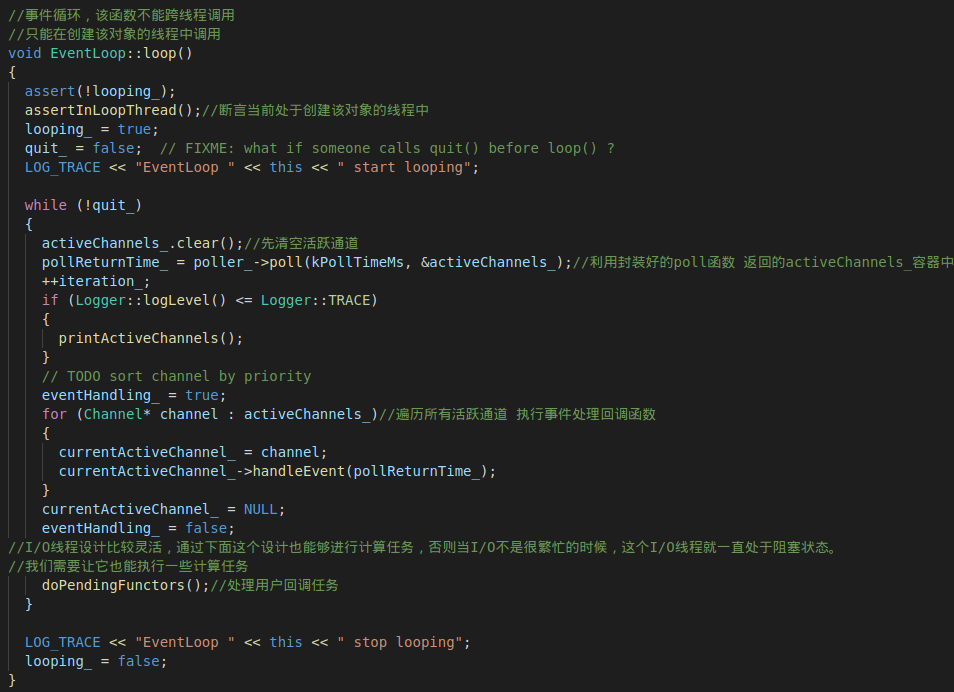 //事件循环，该函数不能跨线程调用
//只能在创建该对象的线程中调用
void EventLoop::loop()
{
  assert(!looping_);
  assertInLoopThread();//断言当前处于创建该对象的线程中
  looping_ = true;
  quit_ = false;  // FIXME: what if someone calls quit() before loop() ?
  LOG_TRACE << "EventLoop " << this << " start looping";

  while (!quit_)
  {
    activeChannels_.clear();//先清空活跃通道
    pollReturnTime_ = poller_->poll(kPollTimeMs, &activeChannels_);//利用封装好的poll函数 返回的activeChannels_容器中
    ++iteration_;
    if (Logger::logLevel() <= Logger::TRACE)
    {
      printActiveChannels();
    }
    // TODO sort channel by priority
    eventHandling_ = true;
    for (Channel* channel : activeChannels_)//遍历所有活跃通道 执行事件处理回调函数
    {
      currentActiveChannel_ = channel;
      currentActiveChannel_->handleEvent(pollReturnTime_);
    }
    currentActiveChannel_ = NULL;
    eventHandling_ = false;
//I/O线程设计比较灵活，通过下面这个设计也能够进行计算任务，否则当I/O不是很繁忙的时候，这个I/O线程就一直处于阻塞状态。
//我们需要让它也能执行一些计算任务
    doPendingFunctors();//处理用户回调任务
  }

  LOG_TRACE << "EventLoop " << this << " stop looping";
  looping_ = false;
}